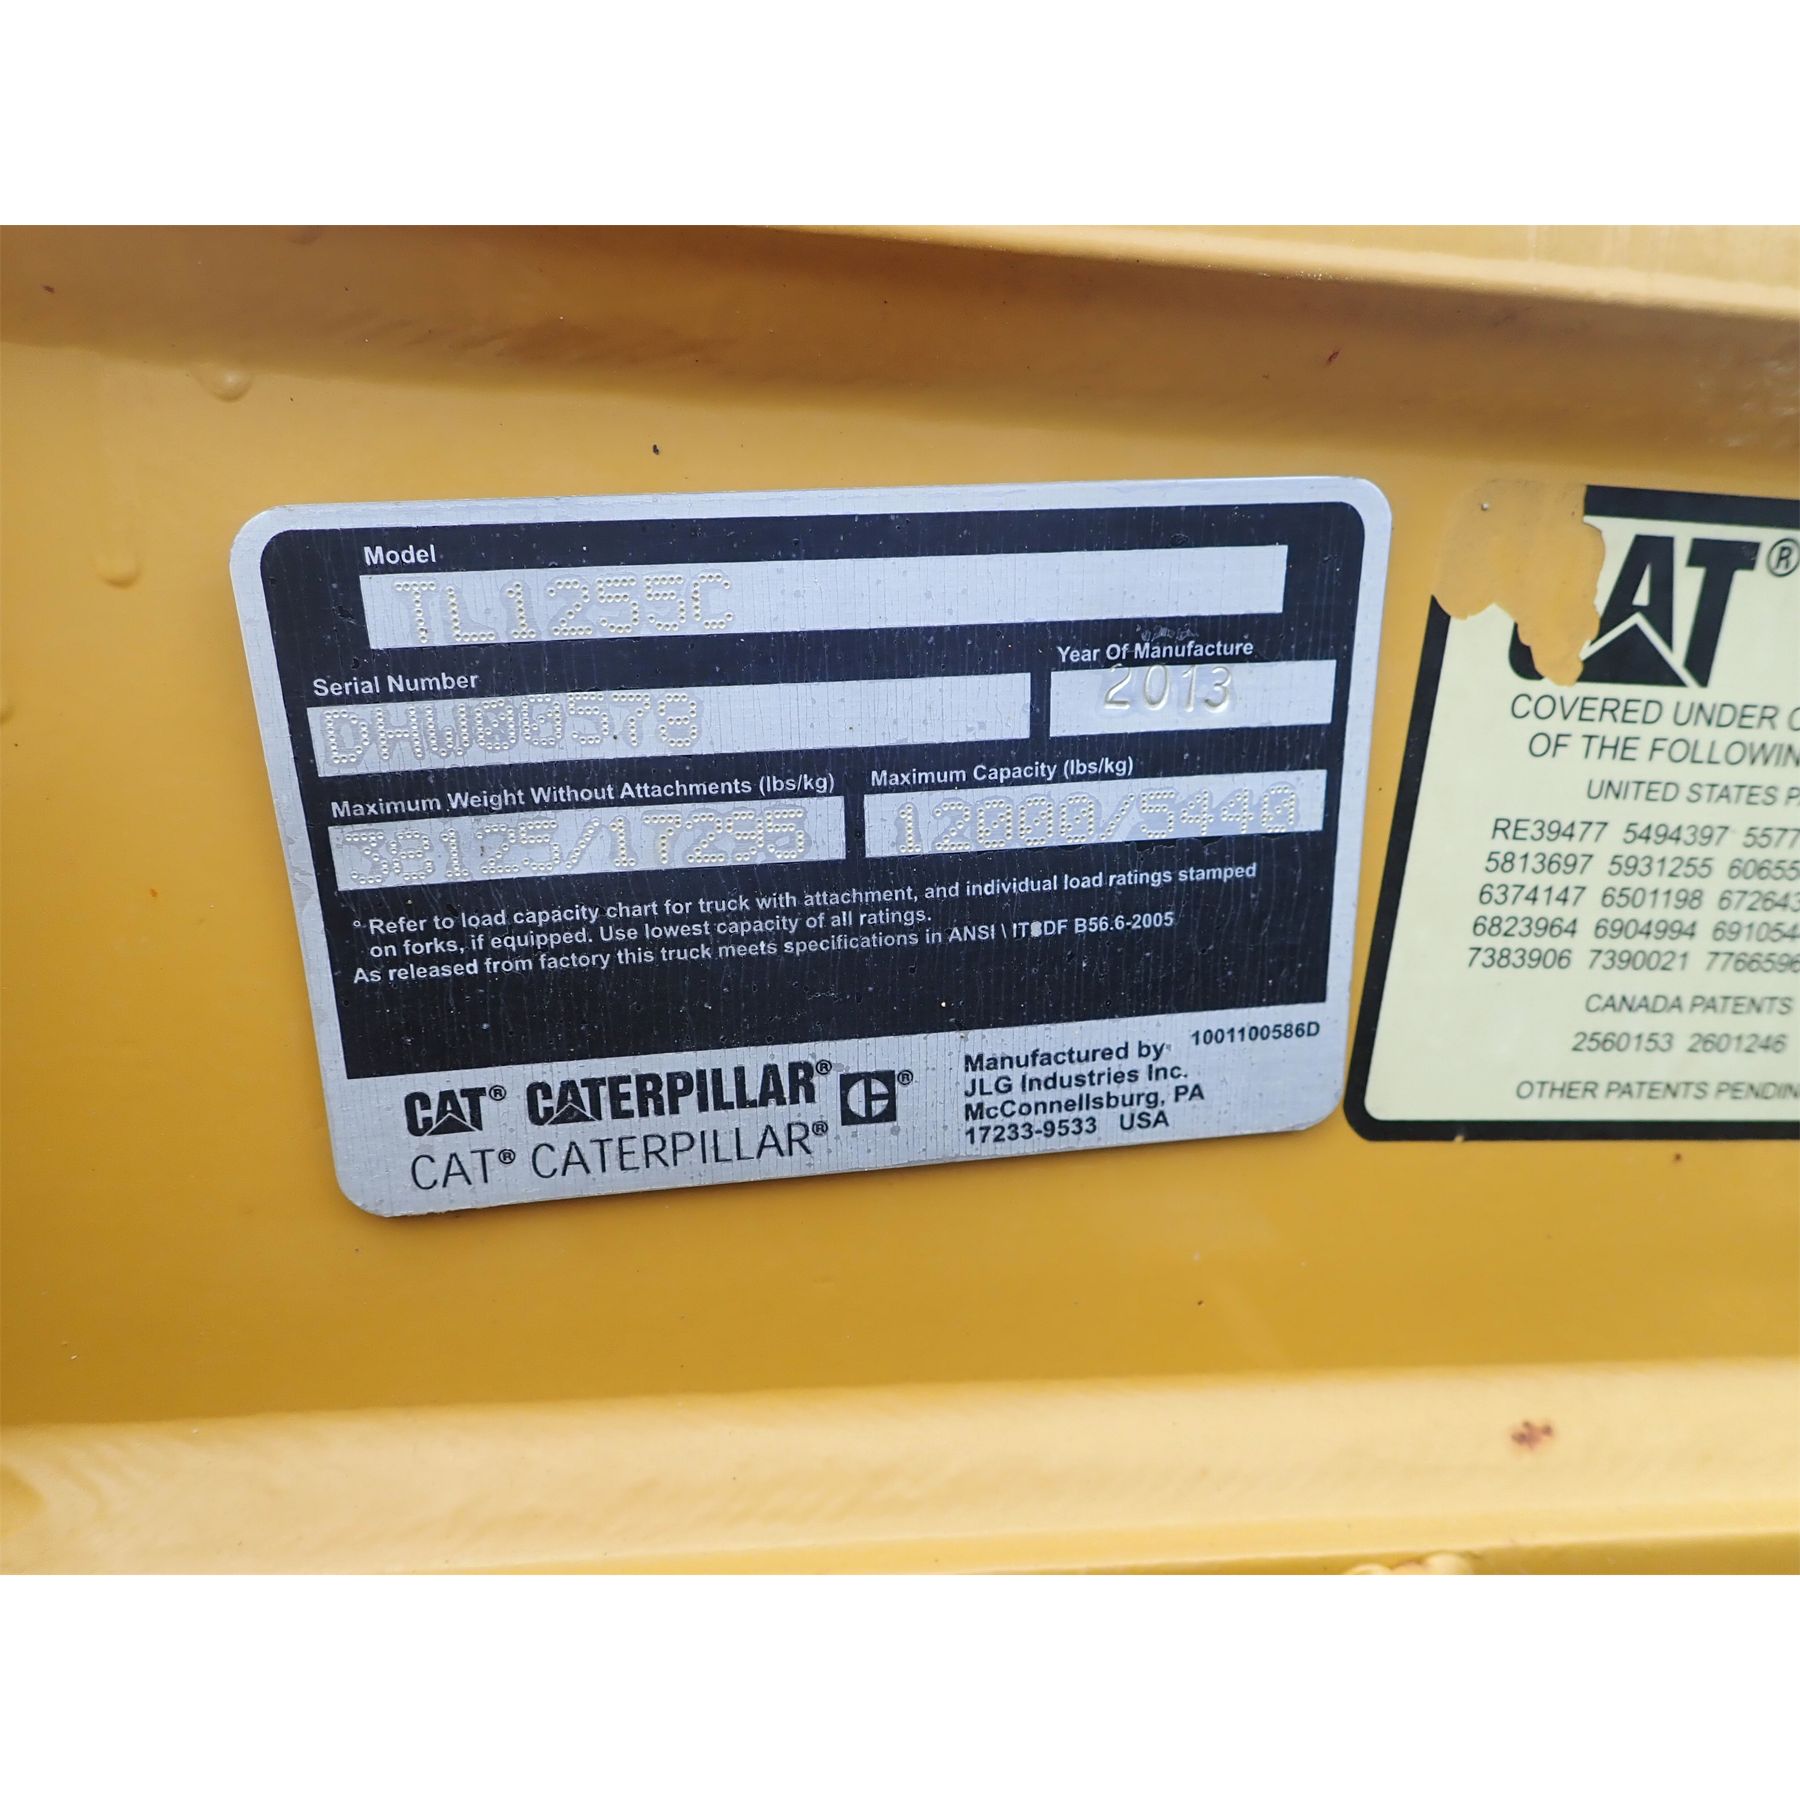 Model
TL1255C
Serial Number
DHW00578
Year Of Manufacture
2013
Maximum Weight Without Attachments (lbs/kg)
38125/17295
Maximum Capacity (lbs/kg)
12000/5440
° Refer to load capacity chart for truck with attachment, and individual load ratings stamped
on forks, if equipped. Use lowest capacity of all ratings.
As released from factory this truck meets specifications in ANSI \ ITSDF B56.6-2005
CAT® CATERPILLAR® ®
CAT® CATERPILLAR®
1001100586D
Manufactured by
JLG Industries Inc.
McConnellsburg, PA
17233-9533 USA
CAT®
COVERED UNDER
OF THE FOLLOWIN
UNITED STATES P
RE39477 5494397 5577
5813697 5931255 60655
6374147 6501198 672643
6823964 6904994 691054
7383906 7390021 7766596
CANADA PATENTS
2560153 2601246
OTHER PATENTS PENDIN